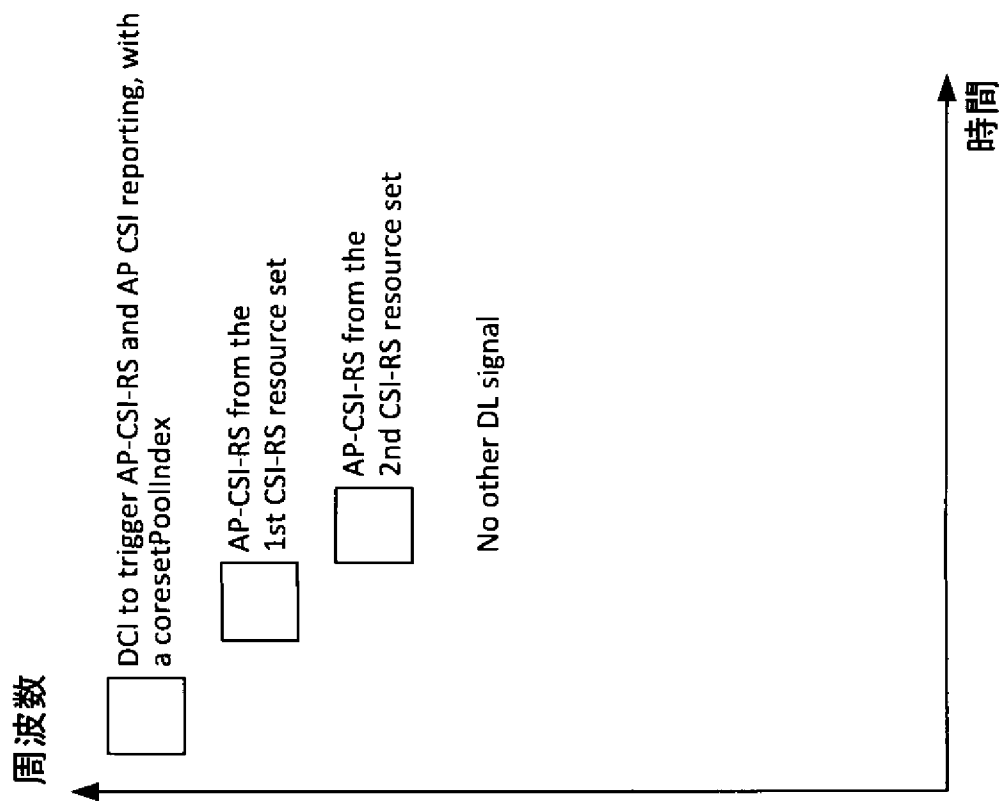 周波数
DCI to trigger AP-CSI-RS and AP CSI reporting, with
a coresetPoolIndex
AP-CSI-RS from the
1st CSI-RS resource set
AP-CSI-RS from the
2nd CSI-RS resource set
No other DL signal
時間